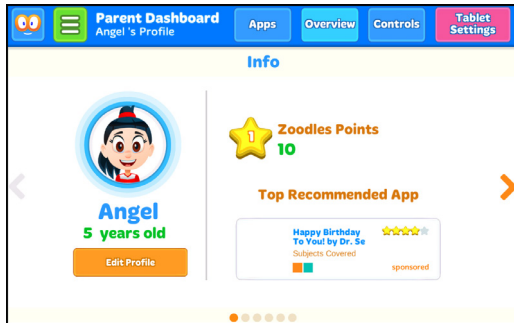 Parent Dashboard
Angel 's Profile
Apps
Overview
Controls
Tablet
Settings
Info
Angel
5 years old
Edit Profile
1
Zoodles Points
10
Top Recommended App
Happy Birthday
To You! by Dr. Se
Subjects Covered
sponsored